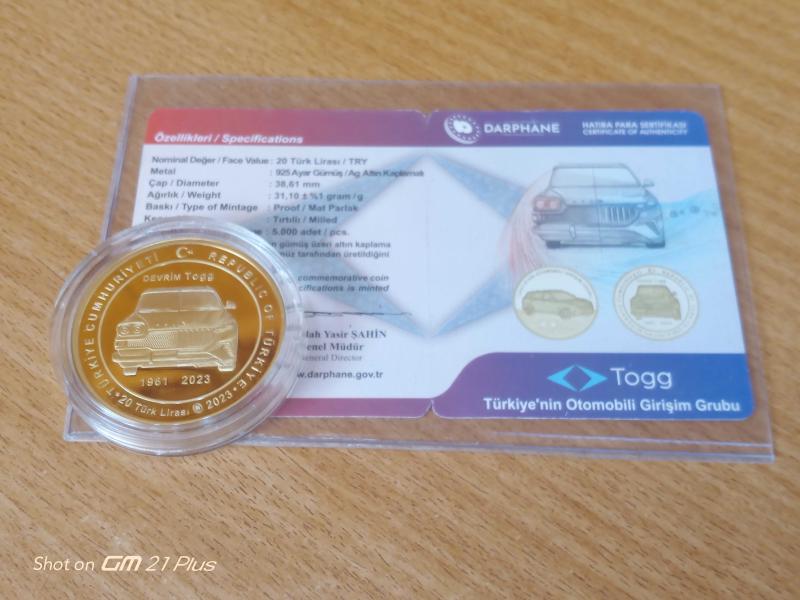 Özellikleri / Specifications
Nominal Değer / Face Value : 20 Türk Lirası / TRY
Metal : 925 Ayar Gümüş / Ag Altın Kaplamalı
Çap / Diameter : 38,61 mm
Ağırlık / Weight : 31,10 ± %1 gram / g
Baskı / Type of Mintage : Proof / Mat Parlak
: Tırtıllı / Milled
: 5.000 adet / pcs.
gümüş üzeri altın kaplama
tarafından üretildiğini
commemorative coin
is minted
Yasir ŞAHİN
Müdür
General Director
www.darphane.gov.tr
DARPHANE
HATIRA PARA SERTİFİKASI
CERTIFICATE OF AUTHENTICITY
Togg
Türkiye'nin Otomobili Girişim Grubu
TÜRKİYE CUMHURİYETİ
REPUBLIC OF TÜRKİYE
DEVRİM Togg
1961 2023
20 Türk Lirası 2023
Shot on GM 21 Plus